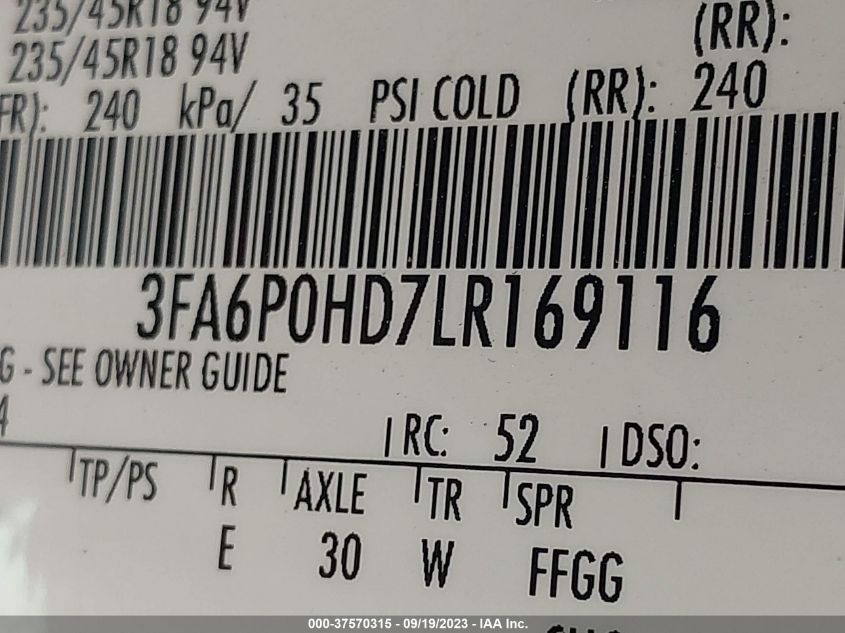 235/45R18 94V
235/45R18 94V (RR):
FR): 240 kPa/ 35 PSI COLD (RR): 240
3FA6P0HD7LR169116
G - SEE OWNER GUIDE
4 RC: 52 DSO:
TP/PS R AXLE TR SPR
E 30 W FFGG
000-37570315 - 09/19/2023 - IAA Inc.